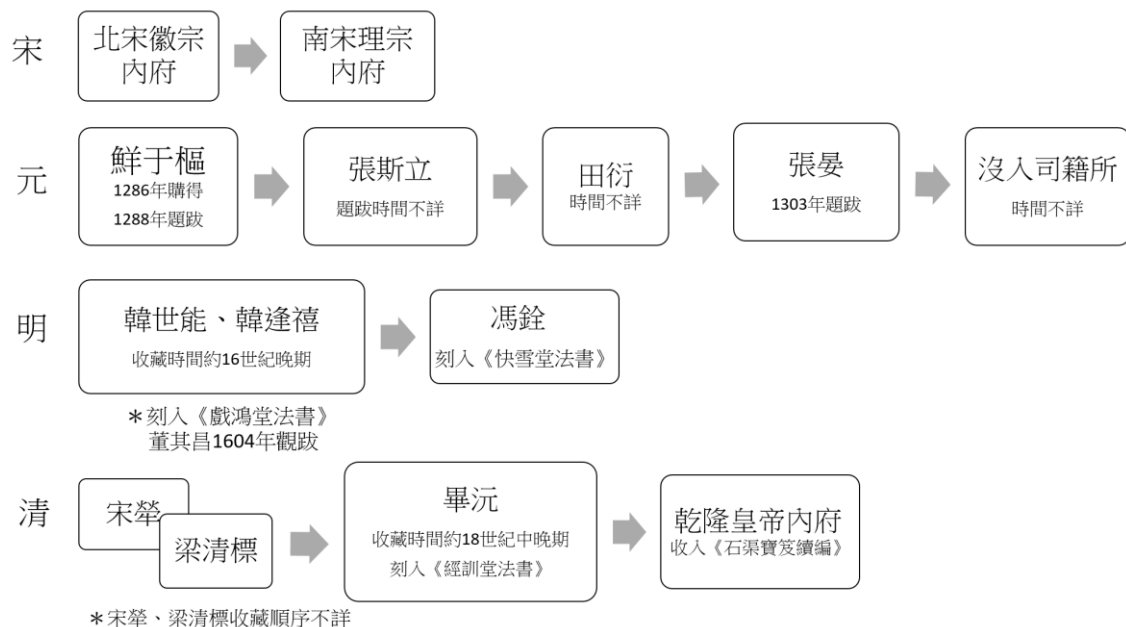 宋
北宋徽宗
內府
南宋理宗
內府
元
鮮于樞
1286年購得
1288年題跋
張斯立
題跋時間不詳
田衍
時間不詳
張晏
1303年題跋
沒入司籍所
時間不詳
明
韓世能、韓逢禧
收藏時間約16世紀晚期
＊刻入《戲鴻堂法書》
董其昌1604年觀跋
馮銓
刻入《快雪堂法書》
清
宋犖
梁清標
＊宋犖、梁清標收藏順序不詳
畢沅
收藏時間約18世紀中晚期
刻入《經訓堂法書》
乾隆皇帝內府
收入《石渠寶笈續編》